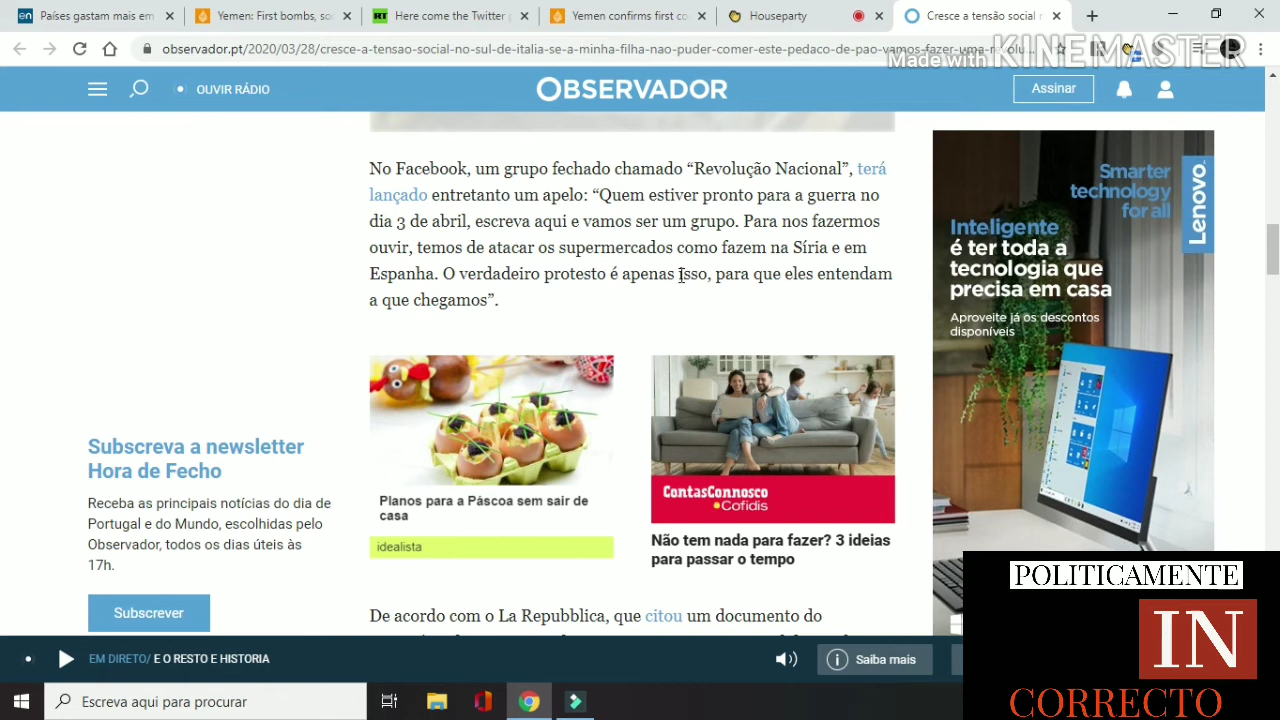 Países gastam mais em
Yemen: First bombs, so
Here come the Twitter p
Yemen confirms first co
Houseparty
Cresce a tensão social n
observador.pt/2020/03/28/cresce-a-tensao-social-no-sul-de-italia-se-a-minha-filha-nao-puder-comer-este-pedaco-de-pao-vamos-fazer-uma-revolu...
Made with KINEMASTER
OUVIR RÁDIO
OBSERVADOR
Assinar
No Facebook, um grupo fechado chamado “Revolução Nacional”, terá
lançado entretanto um apelo: “Quem estiver pronto para a guerra no
dia 3 de abril, escreva aqui e vamos ser um grupo. Para nos fazermos
ouvir, temos de atacar os supermercados como fazem na Síria e em
Espanha. O verdadeiro protesto é apenas isso, para que eles entendam
a que chegamos”.
Smarter
technology
for all
Lenovo
Inteligente
é ter toda a
tecnologia que
precisa em casa
Aproveite já os descontos
disponíveis
Subscreva a newsletter
Hora de Fecho
Receba as principais notícias do dia de
Portugal e do Mundo, escolhidas pelo
Observador, todos os dias úteis às
17h.
Subscrever
Planos para a Páscoa sem sair de
casa
idealista
ContasConnosco
Cofidis
Não tem nada para fazer? 3 ideias
para passar o tempo
De acordo com o La Repubblica, que citou um documento do
EM DIRETO/ E O RESTO E HISTORIA
Saiba mais
Escreva aqui para procurar
POLITICAMENTE
IN
CORRECTO